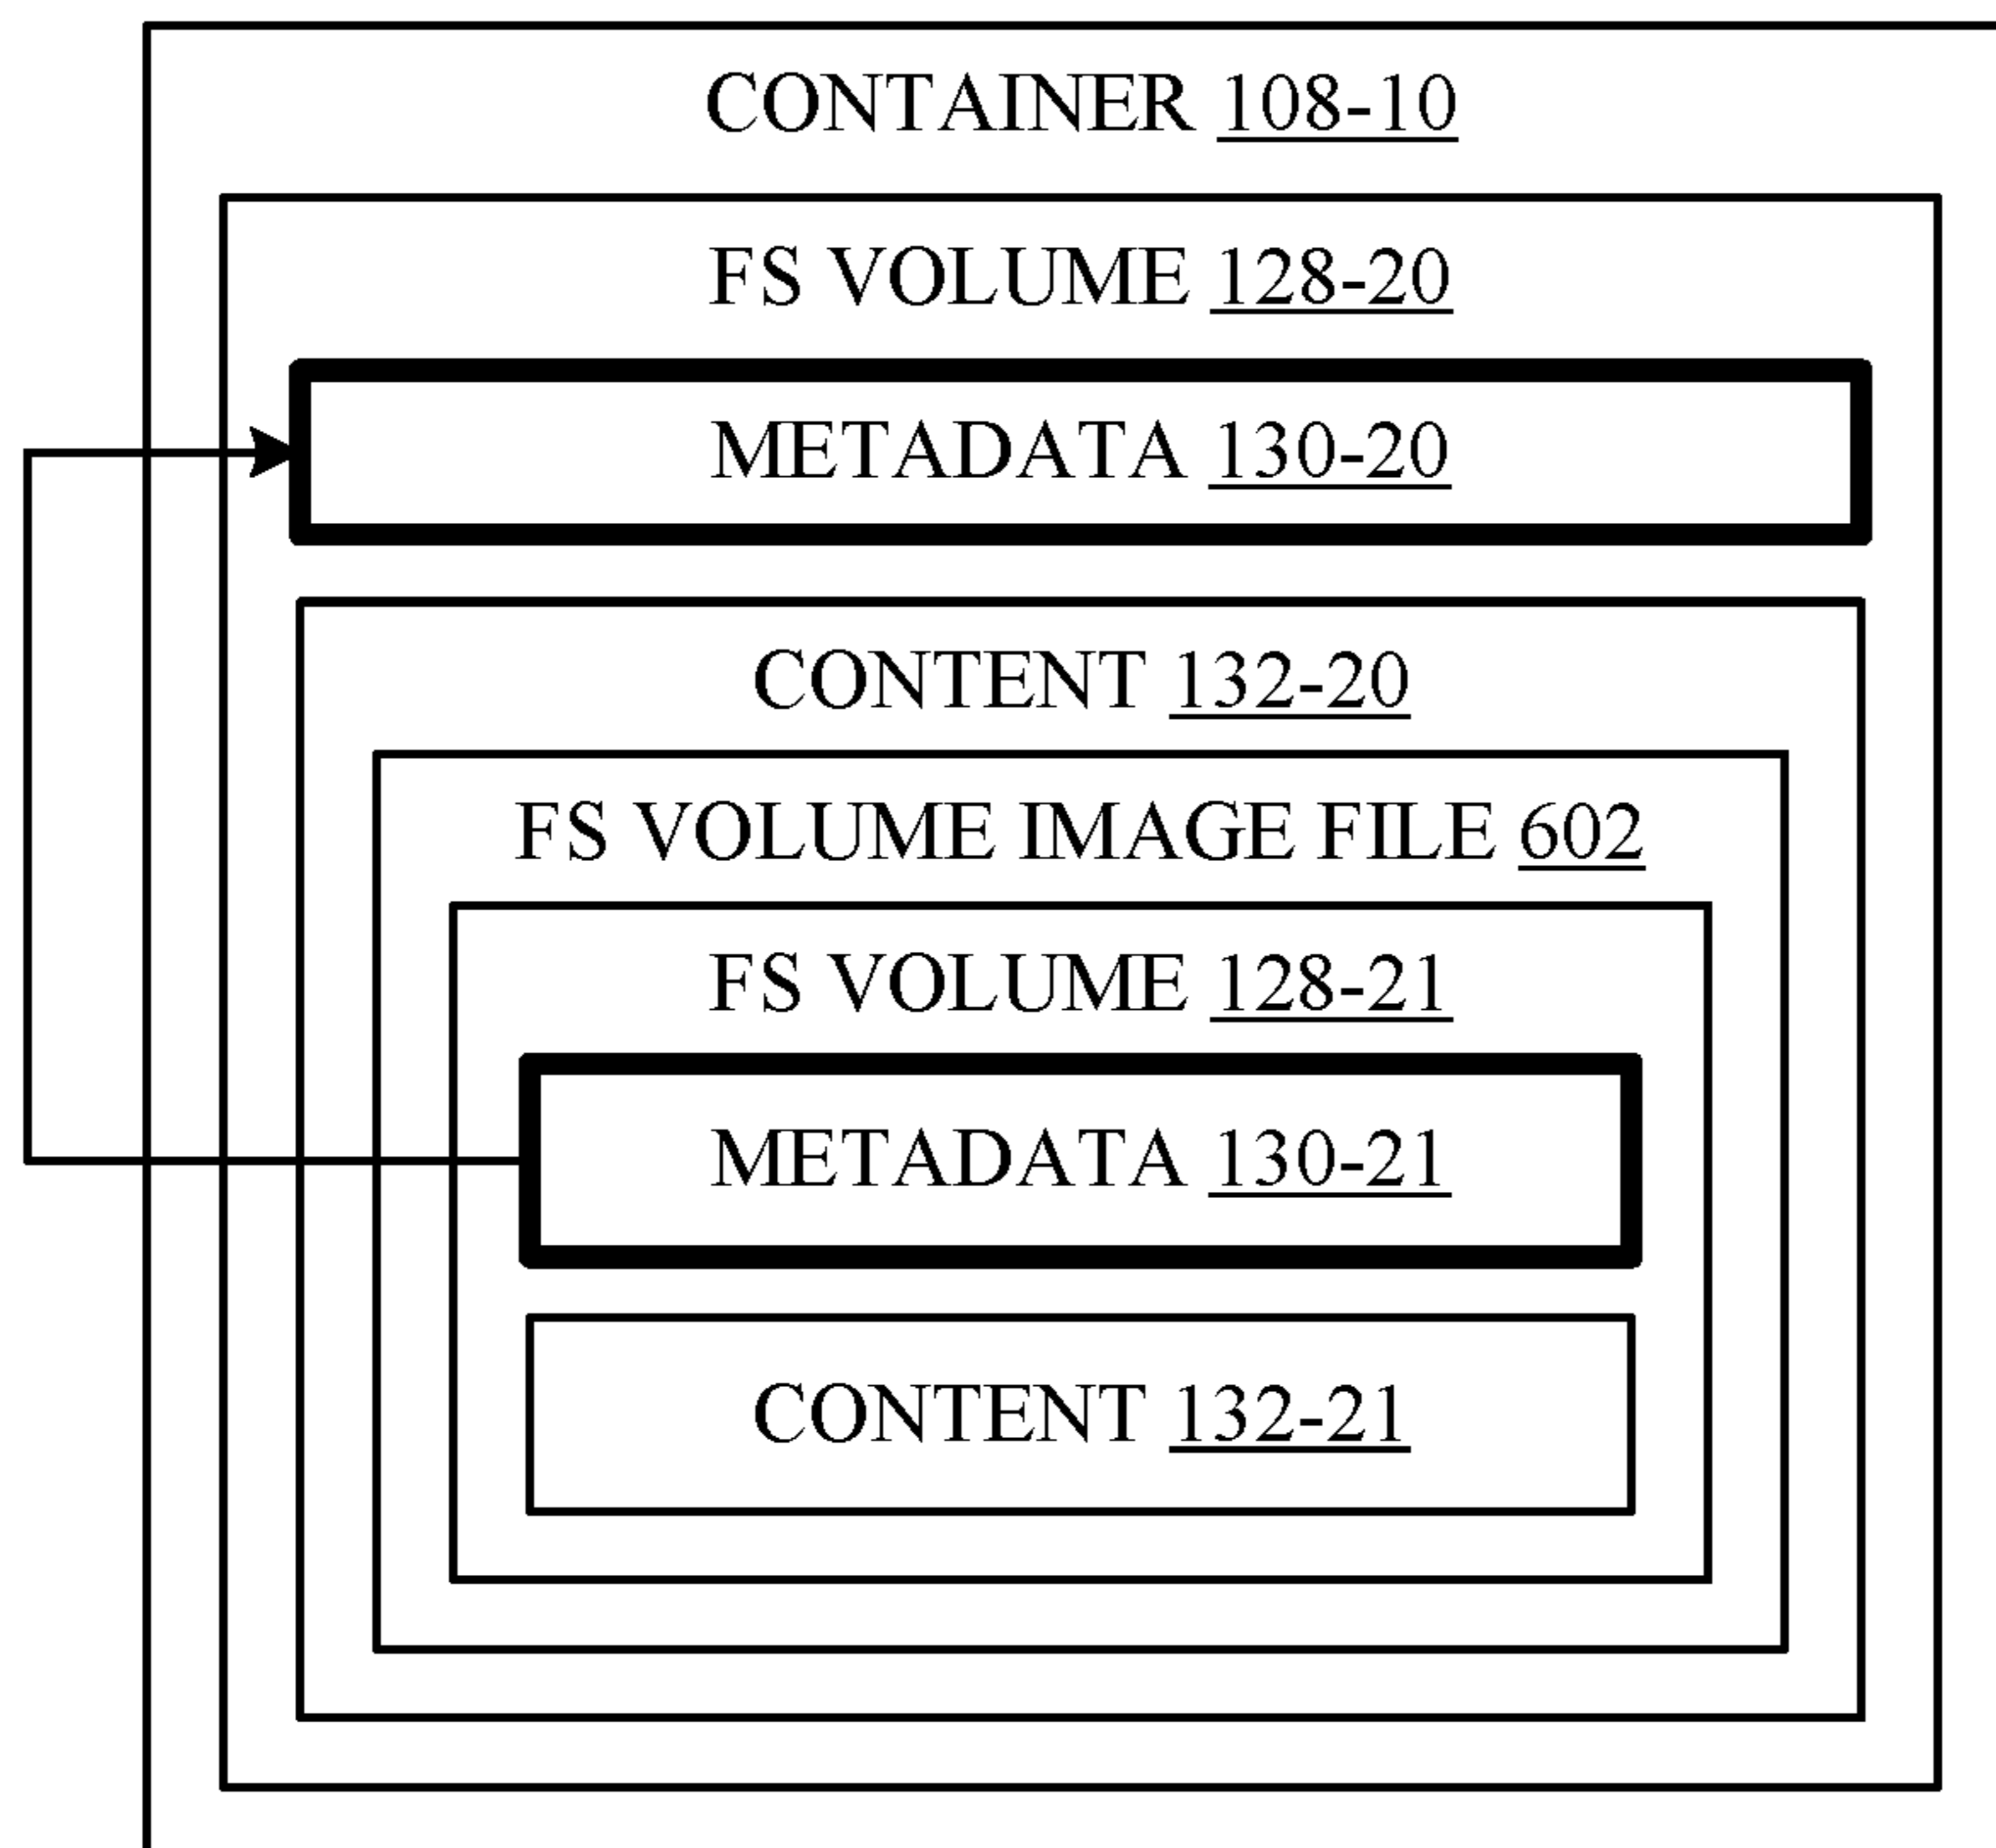 CONTAINER 108-10
FS VOLUME 128-20
METADATA 130-20
CONTENT 132-20
FS VOLUME IMAGE FILE 602
FS VOLUME 128-21
METADATA 130-21
CONTENT 132-21